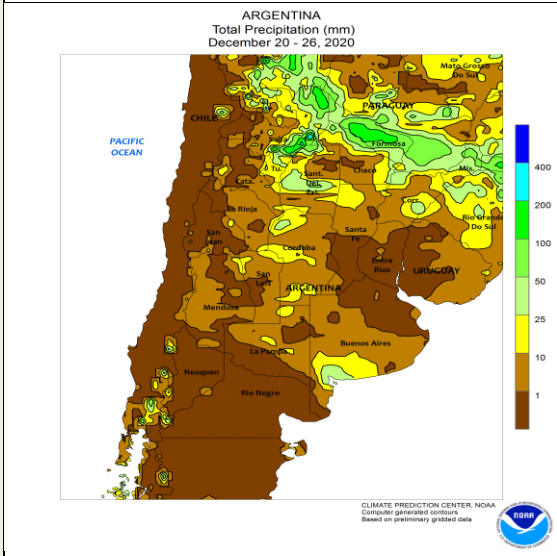 ARGENTINA
Total Precipitation (mm)
December 20 - 26, 2020
Mato Grosso
Do Sul
PARAGUAY
CHILE
PACIFIC
OCEAN
Salta
Formosa
Tu.
Sant.
Del
Est.
Chaco
Mis.
Cata.
La Rioja
Corr.
Rio Grande
Do Sul
San
Juan
Santa
Fe
Cordoba
Entre
Rios
URUGUAY
San
Luis
ARGENTINA
Mendoza
Buenos Aires
La Pampa
Neuquen
Rio Negro
400
200
100
50
25
10
1
CLIMATE PREDICTION CENTER, NOAA
Computer generated contours
Based on preliminary gridded data
NOAA